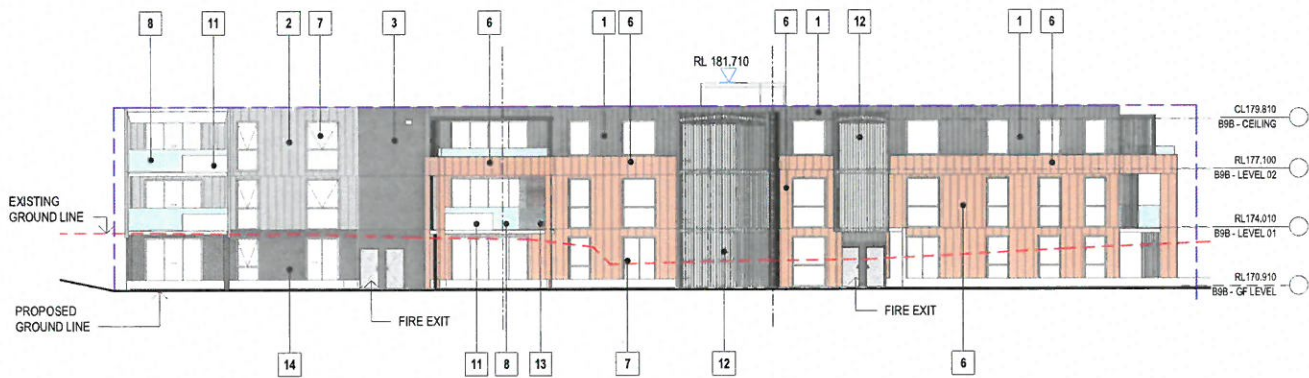 8
11
2
7
3
6
1
6
6
1
12
1
6
RL 181.710
CL179.810
B9B - CEILING
RL177.100
B9B - LEVEL 02
EXISTING
GROUND LINE
RL174.010
B9B - LEVEL 01
RL170.910
B9B - GF LEVEL
PROPOSED
GROUND LINE
FIRE EXIT
FIRE EXIT
14
11
8
13
7
12
6